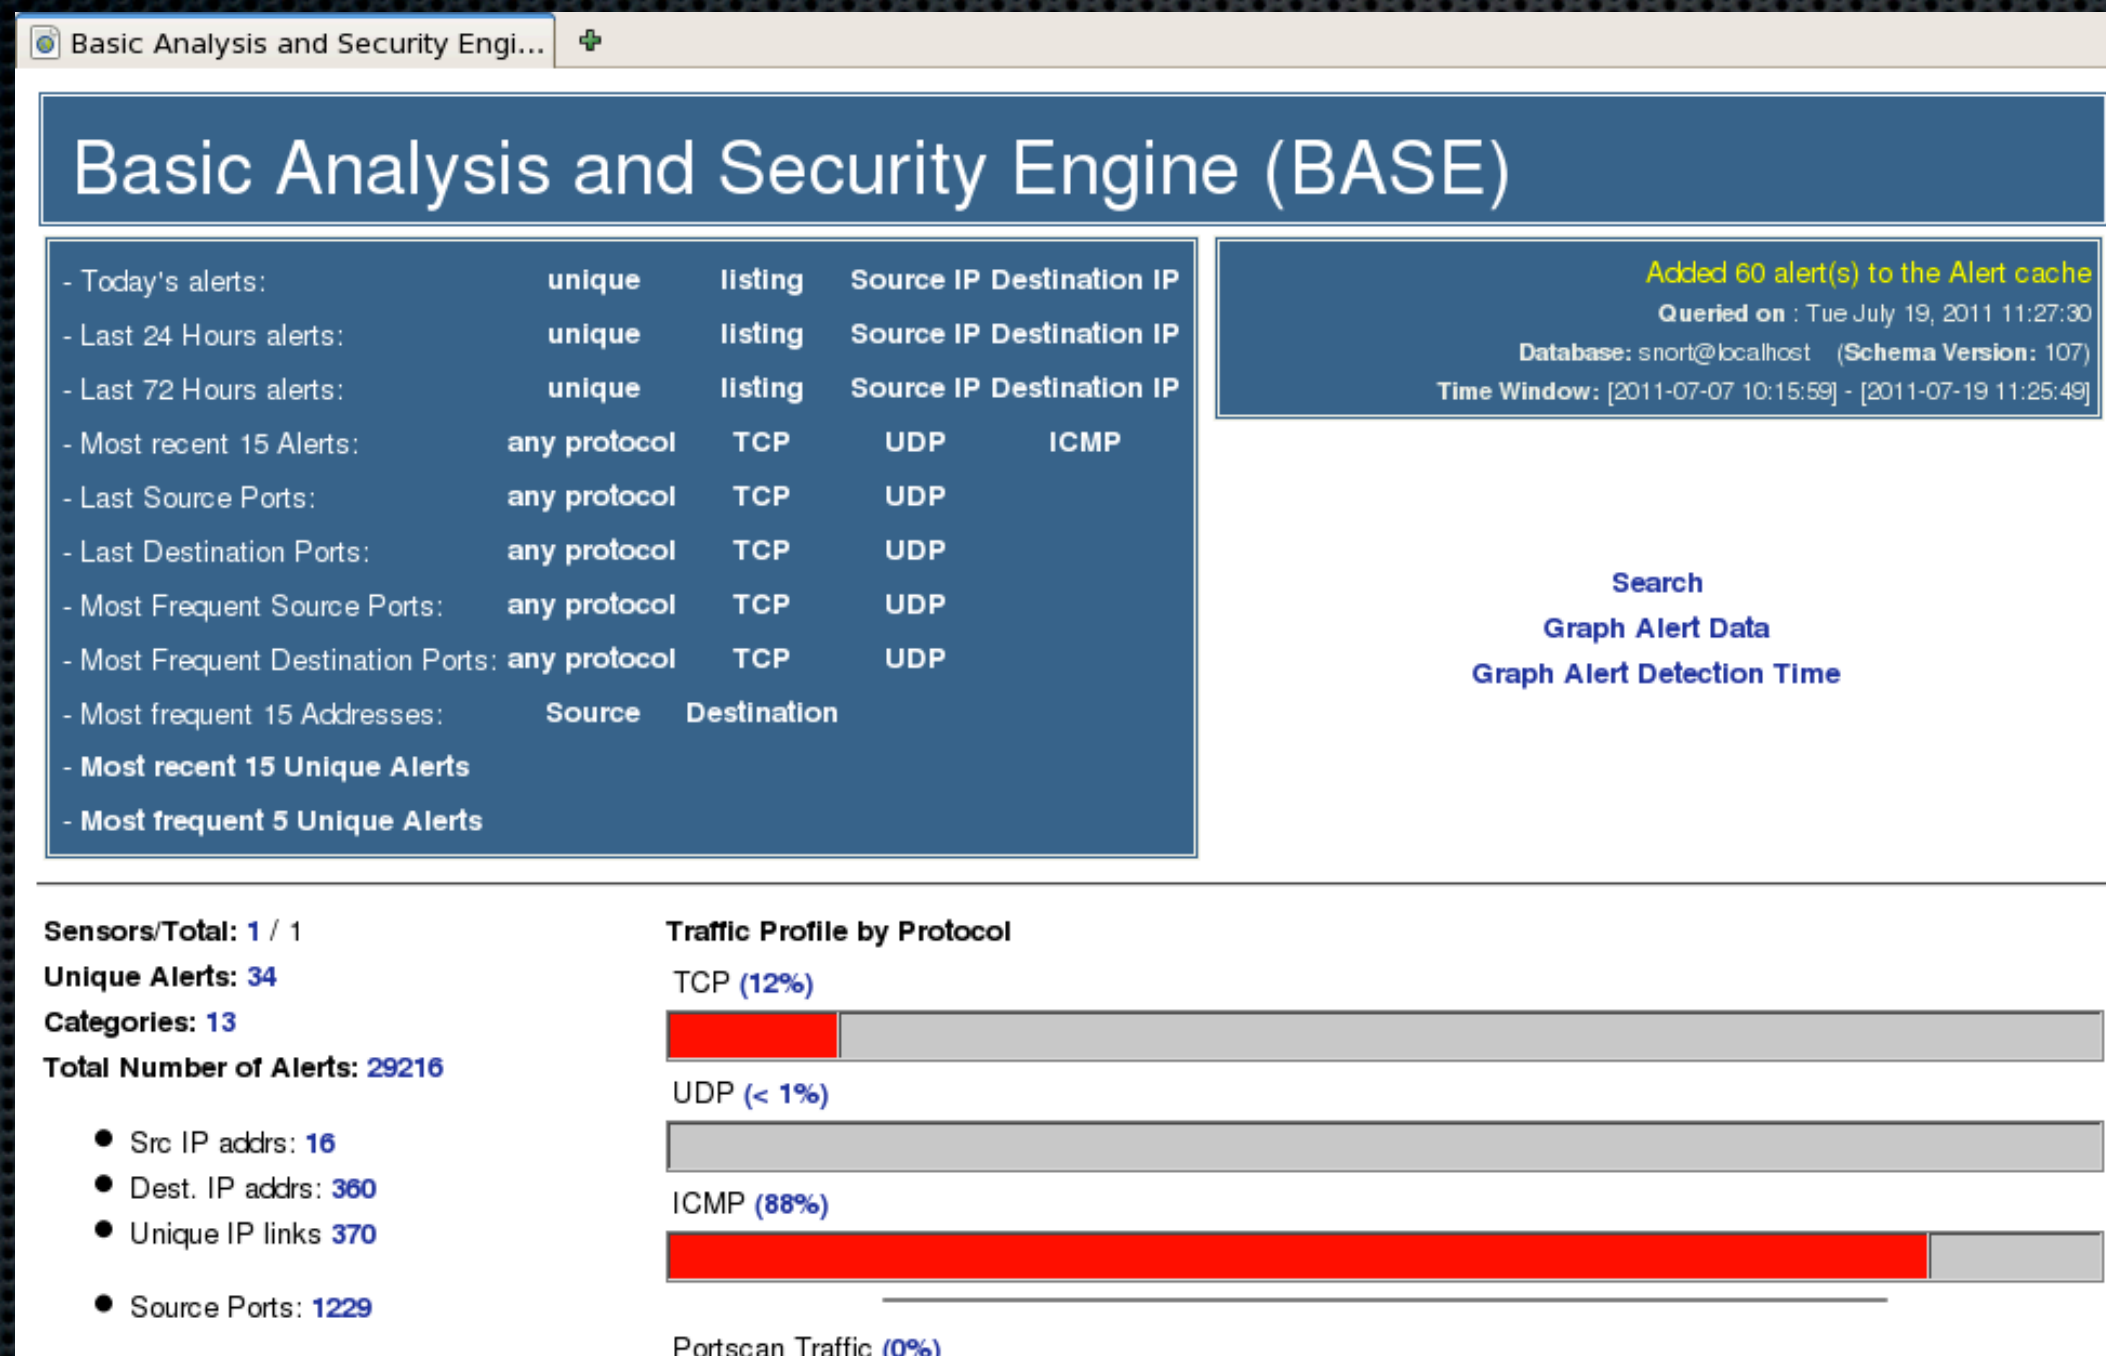 Basic Analysis and Security Engi...
Basic Analysis and Security Engine (BASE)
- Today's alerts: unique listing Source IP Destination IP
- Last 24 Hours alerts: unique listing Source IP Destination IP
- Last 72 Hours alerts: unique listing Source IP Destination IP
- Most recent 15 Alerts: any protocol TCP UDP ICMP
- Last Source Ports: any protocol TCP UDP
- Last Destination Ports: any protocol TCP UDP
- Most Frequent Source Ports: any protocol TCP UDP
- Most Frequent Destination Ports: any protocol TCP UDP
- Most frequent 15 Addresses: Source Destination
- Most recent 15 Unique Alerts
- Most frequent 5 Unique Alerts
Added 60 alert(s) to the Alert cache
Queried on : Tue July 19, 2011 11:27:30
Database: snort@localhost (Schema Version: 107)
Time Window: [2011-07-07 10:15:59] - [2011-07-19 11:25:49]
Search
Graph Alert Data
Graph Alert Detection Time
Sensors/Total: 1 / 1
Unique Alerts: 34
Categories: 13
Total Number of Alerts: 29216
Src IP addrs: 16
Dest. IP addrs: 360
Unique IP links 370
Source Ports: 1229
Traffic Profile by Protocol
TCP (12%)
UDP (< 1%)
ICMP (88%)
Portscan Traffic (0%)